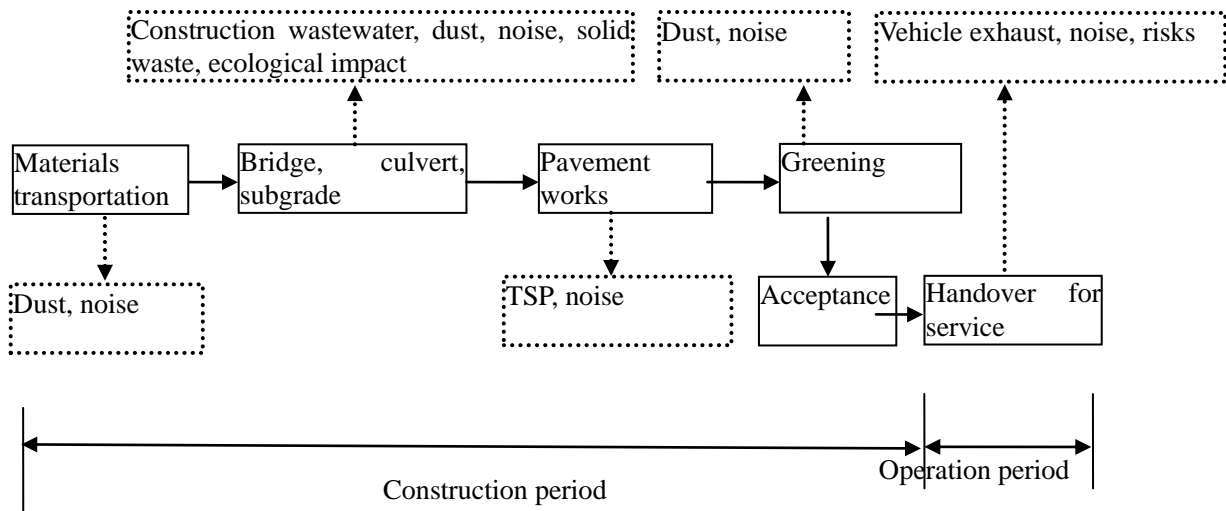 Construction wastewater, dust, noise, solid
waste, ecological impact
Dust, noise
Vehicle exhaust, noise, risks
Materials
transportation
Bridge, culvert,
subgrade
Pavement
works
Greening
Dust, noise
TSP, noise
Acceptance
Handover for
service
Construction period
Operation period